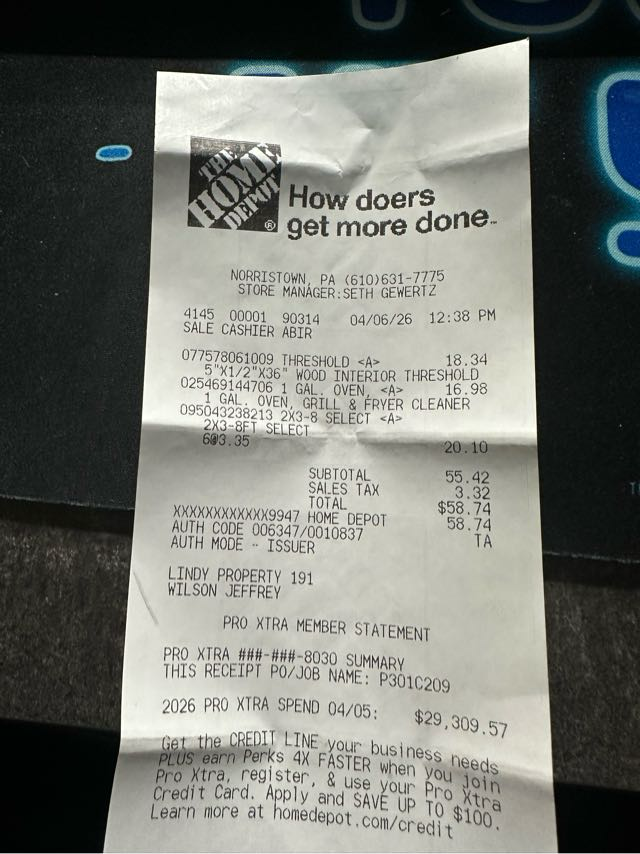 THE
HOME
DEPOT
®
How doers
get more done™
NORRISTOWN, PA (610)631-7775
STORE MANAGER:SETH GEWERTZ
4145 00001 90314 04/06/26 12:38 PM
SALE CASHIER ABIR
077578061009 THRESHOLD <A> 18.34
5"X1/2"X36" WOOD INTERIOR THRESHOLD
025469144706 1 GAL. OVEN, <A> 16.98
1 GAL. OVEN, GRILL & FRYER CLEANER
095043238213 2X3-8 SELECT <A>
2X3-8FT SELECT
6@3.35 20.10
SUBTOTAL 55.42
SALES TAX 3.32
TOTAL $58.74
XXXXXXXXXXXX9947 HOME DEPOT 58.74
AUTH CODE 006347/0010837 TA
AUTH MODE - ISSUER
LINDY PROPERTY 191
WILSON JEFFREY
PRO XTRA MEMBER STATEMENT
PRO XTRA ###-###-8030 SUMMARY
THIS RECEIPT PO/JOB NAME: P301C209
2026 PRO XTRA SPEND 04/05: $29,309.57
Get the CREDIT LINE your business needs
PLUS earn Perks 4X FASTER when you join
Pro Xtra, register, & use your Pro Xtra
Credit Card. Apply and SAVE UP TO $100.
Learn more at homedepot.com/credit